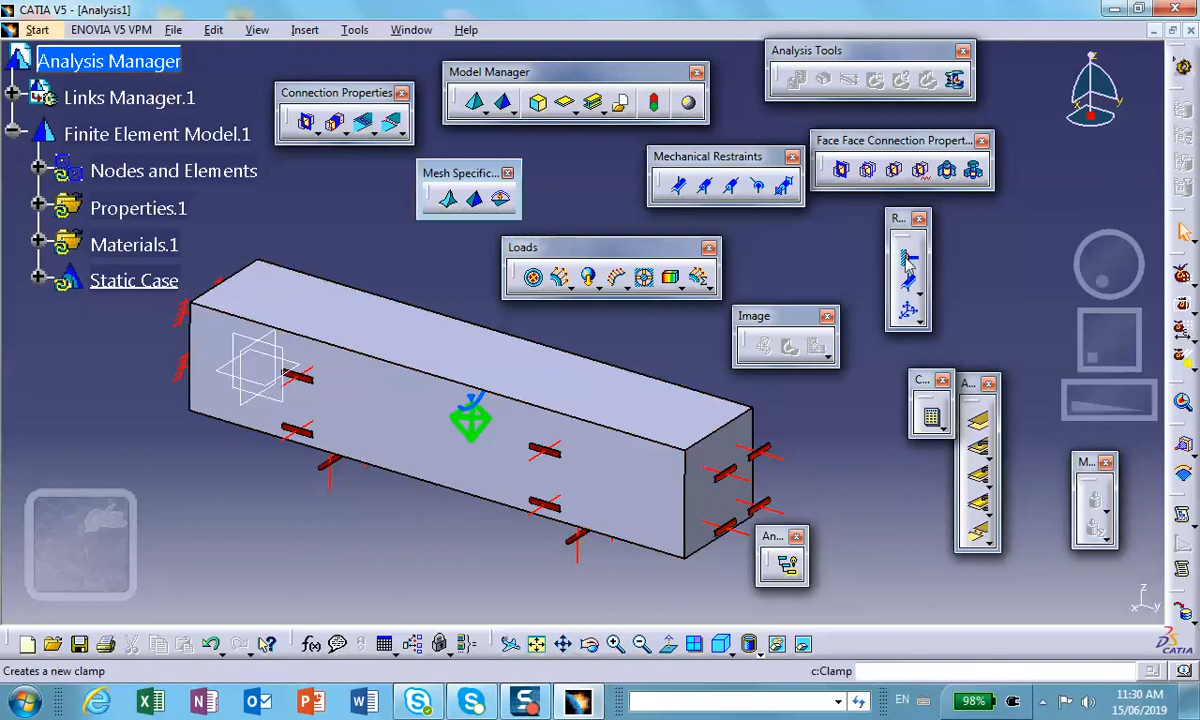 CATIA V5 - [Analysis1]
Start ENOVIA V5 VPM File Edit View Insert Tools Window Help
Analysis Manager
Links Manager.1
Finite Element Model.1
Nodes and Elements
Properties.1
Materials.1
Static Case
Connection Properties
Model Manager
Analysis Tools
Mesh Specific...
Mechanical Restraints
Face Face Connection Propert...
R...
Loads
Image
C...
A...
M...
An...
x
y
z
z
x
y
f(x)
Creates a new clamp
c:Clamp
DS
CATIA
EN
98%
11:30 AM
15/06/2019